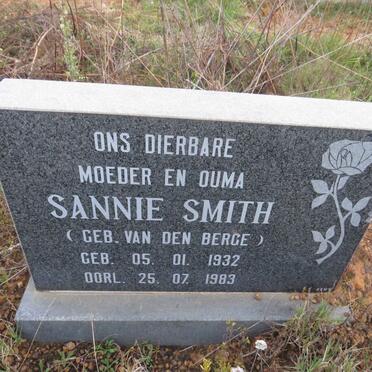 ONS DIERBARE
MOEDER EN OUMA
SANNIE SMITH
( GEB. VAN DEN BERGE )
GEB. 05. 01. 1932
OORL. 25. 07. 1983